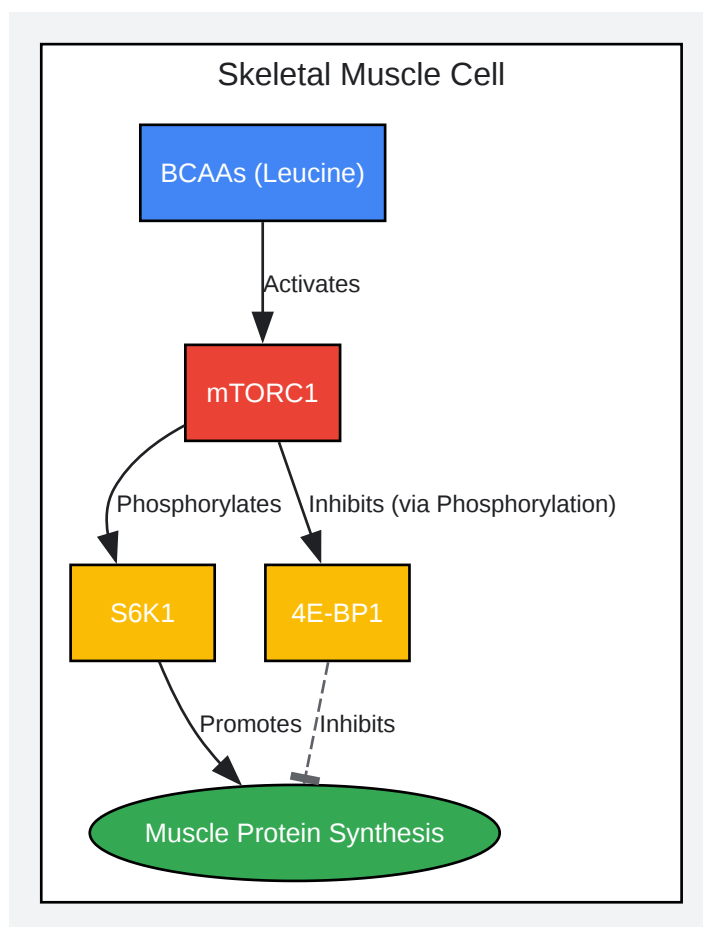 Skeletal Muscle Cell
BCAAs (Leucine)
Activates
mTORC1
Phosphorylates
Inhibits (via Phosphorylation)
S6K1
4E-BP1
Promotes
Inhibits
Muscle Protein Synthesis